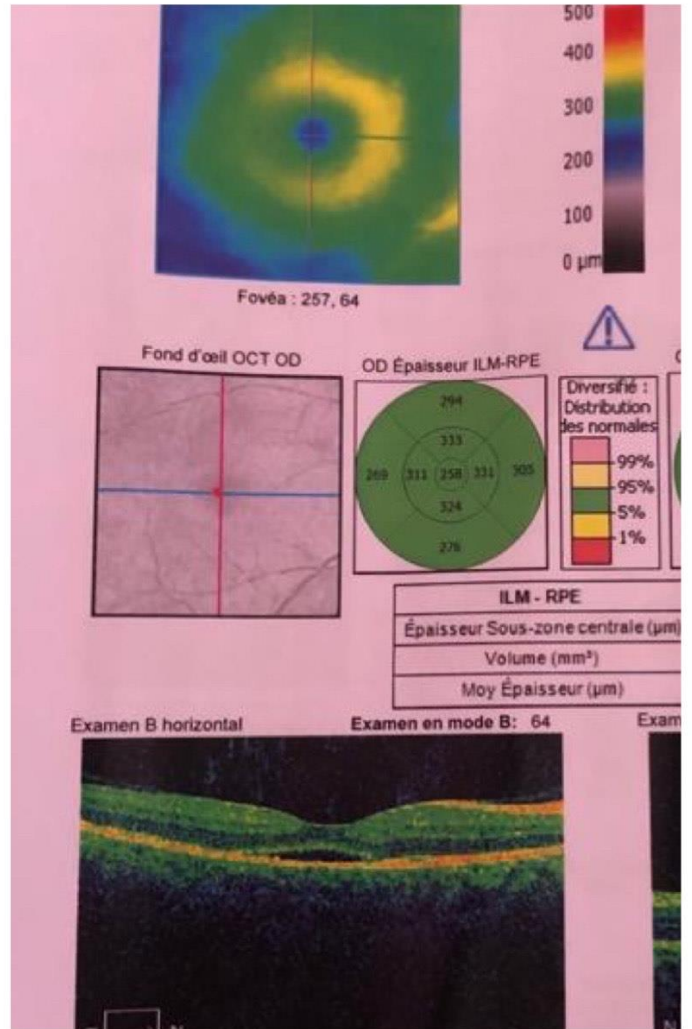 500
400
300
200
100
0 µm
Fovéa : 257, 64
Fond d'œil OCT OD
OD Épaisseur ILM-RPE
294
333
269 311 258 331 305
324
276
Diversifié :
Distribution
des normales
99%
95%
5%
1%
ILM - RPE
Épaisseur Sous-zone centrale (µm)
Volume (mm³)
Moy Épaisseur (µm)
Examen B horizontal
Examen en mode B: 64
Exam